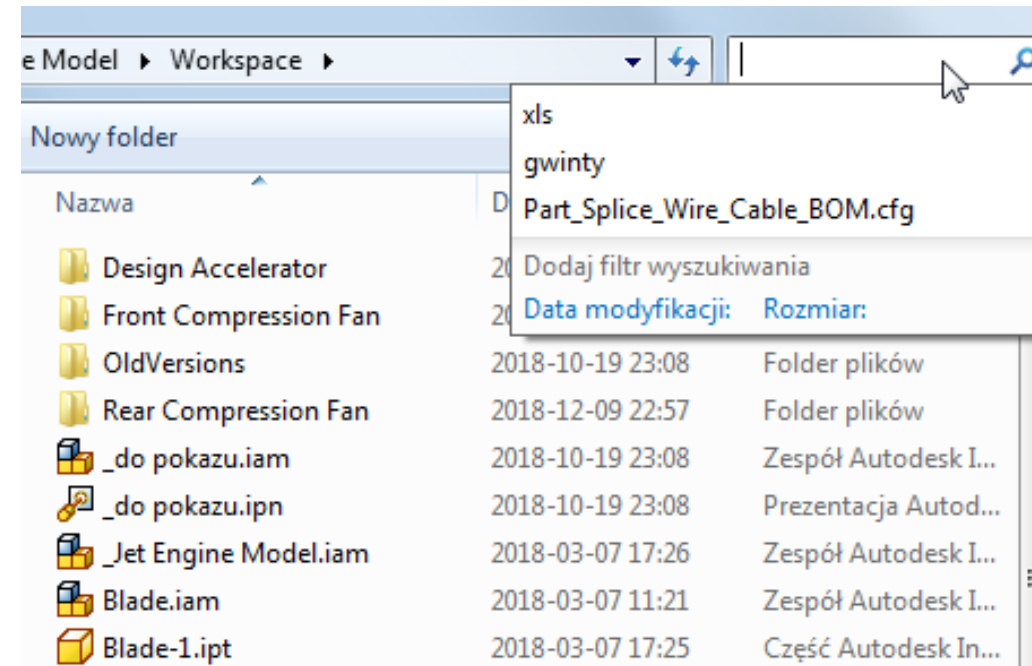 e Model ▸ Workspace ▸
Nowy folder
xls
gwinty
Part_Splice_Wire_Cable_BOM.cfg
Dodaj filtr wyszukiwania
Data modyfikacji: Rozmiar:
Nazwa D
Design Accelerator 20
Front Compression Fan 20
OldVersions 2018-10-19 23:08 Folder plików
Rear Compression Fan 2018-12-09 22:57 Folder plików
_do pokazu.iam 2018-10-19 23:08 Zespół Autodesk I...
_do pokazu.ipn 2018-10-19 23:08 Prezentacja Autod...
_Jet Engine Model.iam 2018-03-07 17:26 Zespół Autodesk I...
Blade.iam 2018-03-07 11:21 Zespół Autodesk I...
Blade-1.ipt 2018-03-07 17:25 Część Autodesk In...